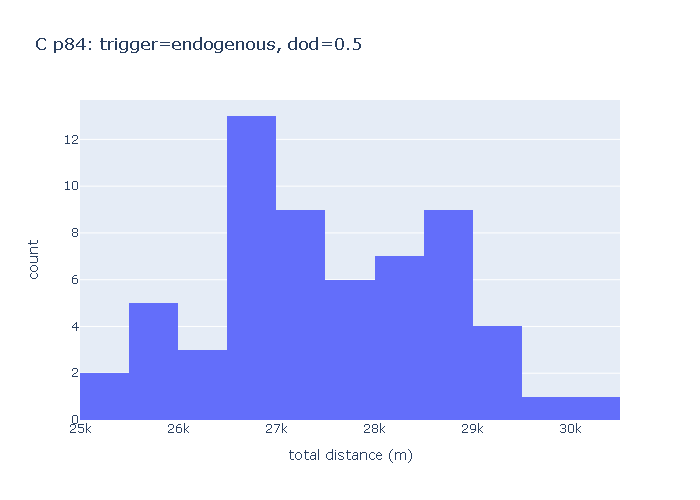 C p84: trigger=endogenous, dod=0.5
12
10
8
6
4
2
0
count
25k
26k
27k
28k
29k
30k
total distance (m)